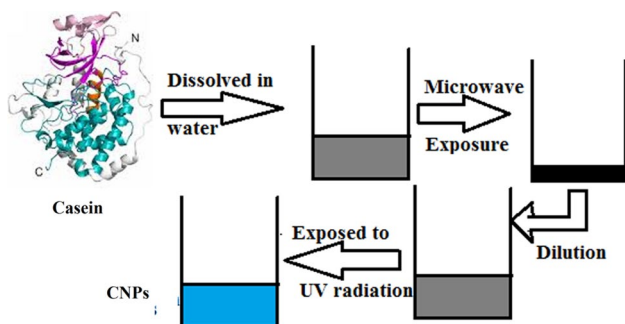 N
C
Casein
Dissolved in
water
Microwave
Exposure
Dilution
Exposed to
UV radiation
CNPs